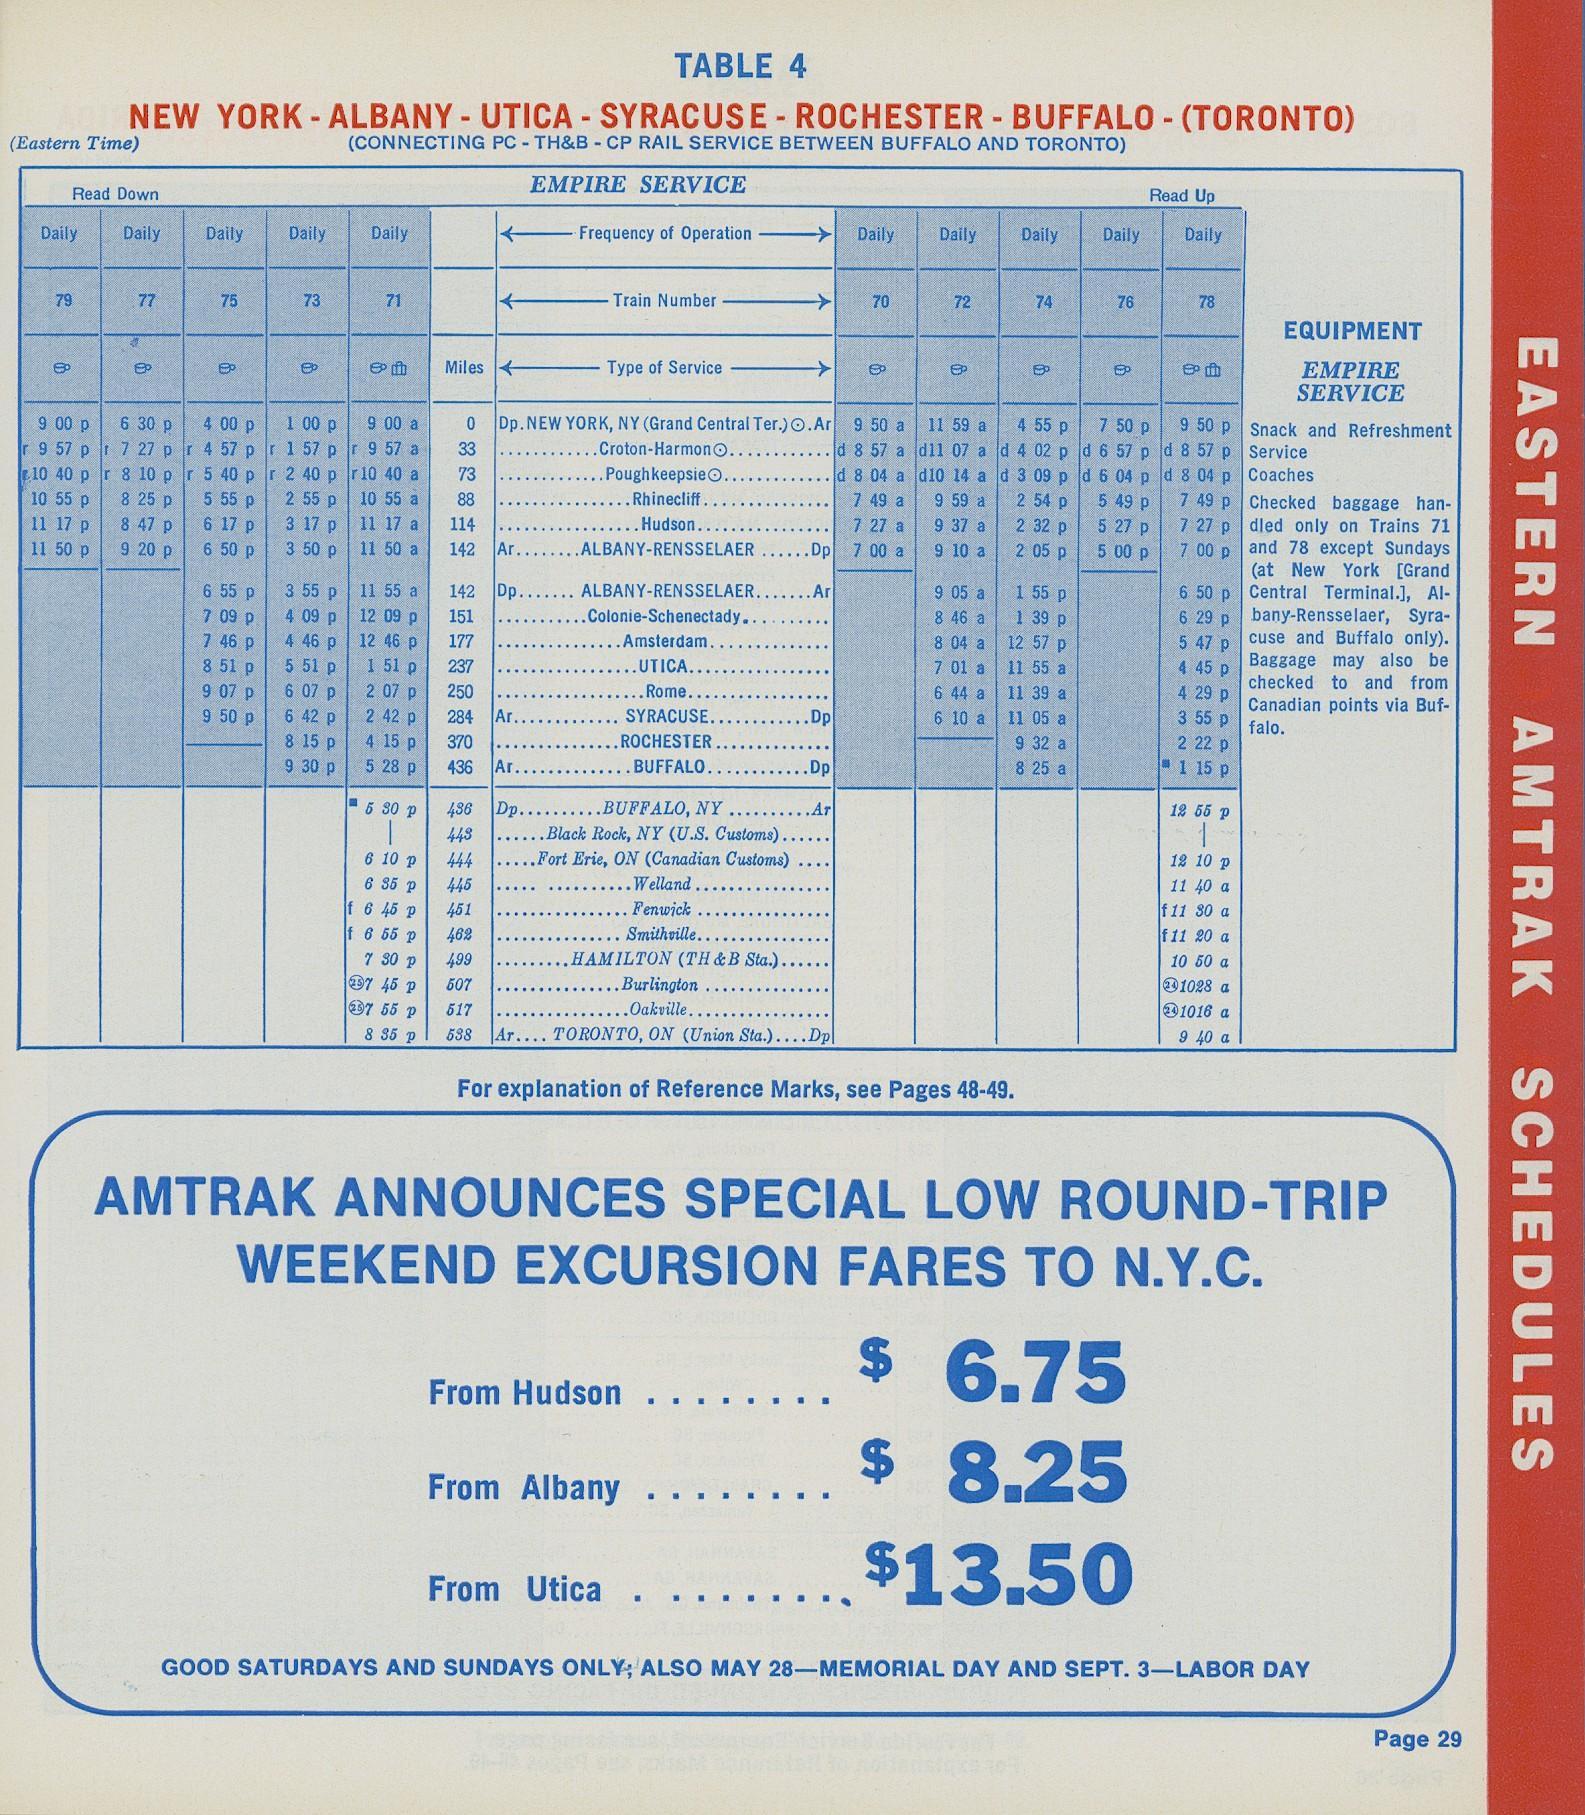 TABLE 4
NEW YORK - ALBANY - UTICA - SYRACUSE - ROCHESTER - BUFFALO - (TORONTO)
(Eastern Time) (CONNECTING PC - TH&B - CP RAIL SERVICE BETWEEN BUFFALO AND TORONTO)
Read Down EMPIRE SERVICE Read Up
Daily Daily Daily Daily Daily Frequency of Operation Daily Daily Daily Daily Daily
79 77 75 73 71 Train Number 70 72 74 76 78
Miles Type of Service
9 00 p 6 30 p 4 00 p 1 00 p 9 00 a 0 Dp.NEW YORK, NY (Grand Central Ter.)⊙.Ar 9 50 a 11 59 a 4 55 p 7 50 p 9 50 p
r 9 57 p r 7 27 p r 4 57 p r 1 57 p r 9 57 a 33 ............Croton-Harmon⊙............ d 8 57 a d11 07 a d 4 02 p d 6 57 p d 8 57 p
r10 40 p r 8 10 p r 5 40 p r 2 40 p r10 40 a 73 ............Poughkeepsie⊙............ d 8 04 a d10 14 a d 3 09 p d 6 04 p d 8 04 p
10 55 p 8 25 p 5 55 p 2 55 p 10 55 a 88 ................Rhinecliff............... 7 49 a 9 59 a 2 54 p 5 49 p 7 49 p
11 17 p 8 47 p 6 17 p 3 17 p 11 17 a 114 .................Hudson................ 7 27 a 9 37 a 2 32 p 5 27 p 7 27 p
11 50 p 9 20 p 6 50 p 3 50 p 11 50 a 142 Ar........ALBANY-RENSSELAER ......Dp 7 00 a 9 10 a 2 05 p 5 00 p 7 00 p
6 55 p 3 55 p 11 55 a 142 Dp....... ALBANY-RENSSELAER.......Ar 9 05 a 1 55 p 6 50 p
7 09 p 4 09 p 12 09 p 151 ...........Colonie-Schenectady........... 8 46 a 1 39 p 6 29 p
7 46 p 4 46 p 12 46 p 177 ...............Amsterdam............... 8 04 a 12 57 p 5 47 p
8 51 p 5 51 p 1 51 p 237 .................UTICA................. 7 01 a 11 55 a 4 45 p
9 07 p 6 07 p 2 07 p 250 ..................Rome................. 6 44 a 11 39 a 4 29 p
9 50 p 6 42 p 2 42 p 284 Ar............. SYRACUSE............Dp 6 10 a 11 05 a 3 55 p
8 15 p 4 15 p 370 ...............ROCHESTER.............. 9 32 a 2 22 p
9 30 p 5 28 p 436 Ar..............BUFFALO............Dp 8 25 a ■ 1 15 p
■ 5 30 p 436 Dp..........BUFFALO, NY ..........Ar 12 55 p
443 ......Black Rock, NY (U.S. Customs)......
6 10 p 444 .....Fort Erie, ON (Canadian Customs) .... 12 10 p
6 35 p 445 ..... ..........Welland ................ 11 40 a
f 6 45 p 451 ................ Fenwick ................ f11 30 a
f 6 55 p 462 ............... Smithville................ f11 20 a
7 30 p 499 .........HAMILTON (TH&B Sta.)...... 10 50 a
㉕7 45 p 507 ...............Burlington ............... ㉔1028 a
㉕7 55 p 517 ................Oakville................. ㉔1016 a
8 35 p 538 Ar.... TORONTO, ON (Union Sta.)....Dp 9 40 a
EQUIPMENT
EMPIRE
SERVICE
Snack and Refreshment
Service
Coaches
Checked baggage han-
dled only on Trains 71
and 78 except Sundays
(at New York [Grand
Central Terminal.], Al-
bany-Rensselaer, Syra-
cuse and Buffalo only).
Baggage may also be
checked to and from
Canadian points via Buf-
falo.
For explanation of Reference Marks, see Pages 48-49.
AMTRAK ANNOUNCES SPECIAL LOW ROUND-TRIP
WEEKEND EXCURSION FARES TO N.Y.C.
From Hudson ........ $ 6.75
From Albany ........ $ 8.25
From Utica ........ $13.50
GOOD SATURDAYS AND SUNDAYS ONLY; ALSO MAY 28—MEMORIAL DAY AND SEPT. 3—LABOR DAY
Page 29
EASTERN AMTRAK SCHEDULES